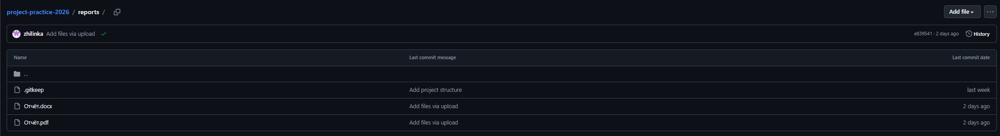 project-practice-2026 / reports / Add file ...
zhilinka Add files via upload e839541 · 2 days ago History
Name Last commit message Last commit date
..
.gitkeep Add project structure last week
Отчёт.docx Add files via upload 2 days ago
Отчёт.pdf Add files via upload 2 days ago